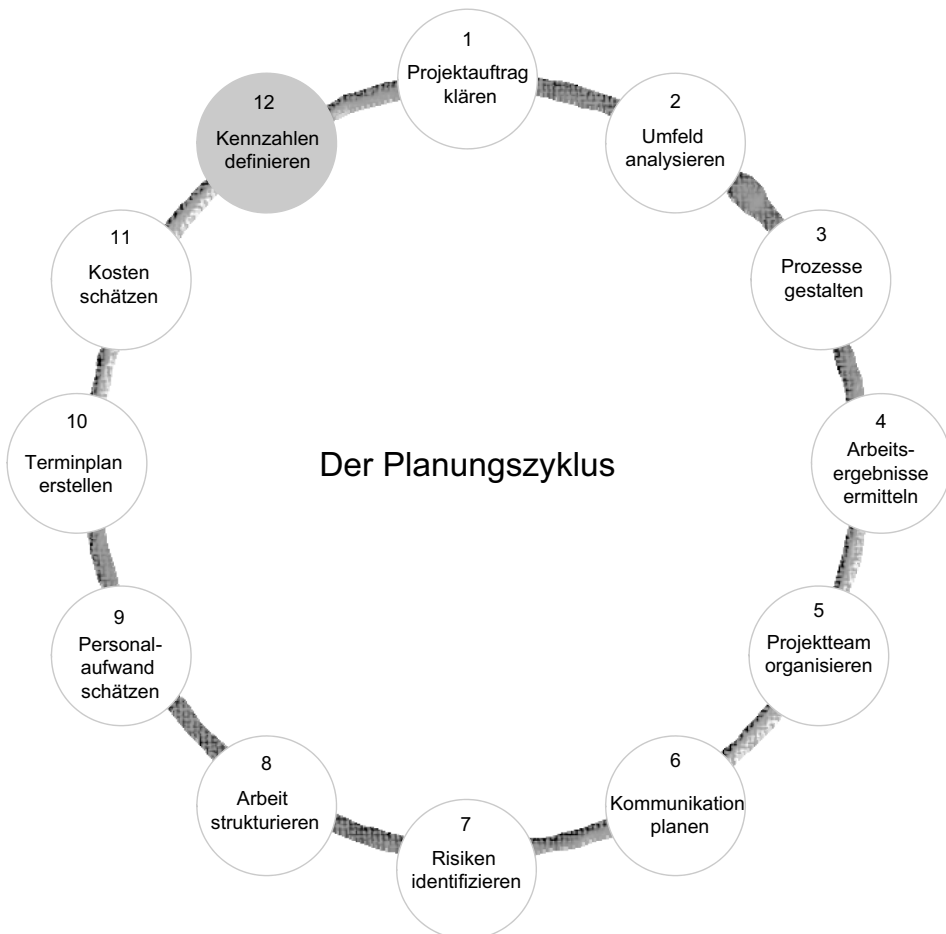 1
Projektauftrag
klären
2
Umfeld
analysieren
3
Prozesse
gestalten
4
Arbeits-
ergebnisse
ermitteln
5
Projektteam
organisieren
6
Kommunikation
planen
7
Risiken
identifizieren
8
Arbeit
strukturieren
9
Personal-
aufwand
schätzen
10
Terminplan
erstellen
11
Kosten
schätzen
12
Kennzahlen
definieren
Der Planungszyklus